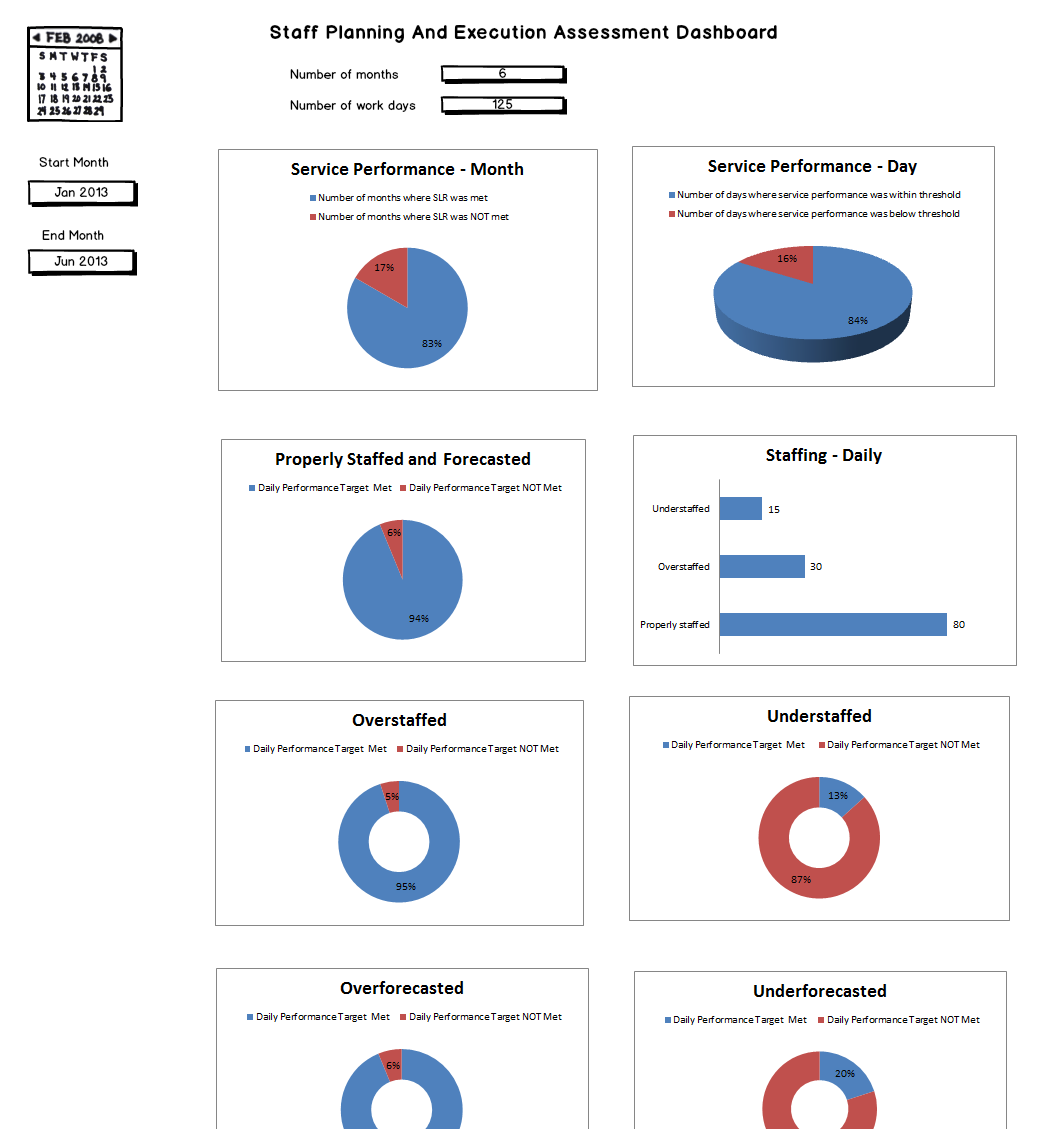 Staff Planning And Execution Assessment Dashboard
FEB 2008
S M T W T F S
1 2
3 4 5 6 7 8 9
10 11 12 13 14 15 16
17 18 19 20 21 22 23
24 25 26 27 28 29
Number of months 6
Number of work days 125
Start Month
Jan 2013
End Month
Jun 2013
Service Performance - Month
Number of months where SLR was met
Number of months where SLR was NOT met
17%
83%
Service Performance - Day
Number of days where service performance was within threshold
Number of days where service performance was below threshold
16%
84%
Properly Staffed and Forecasted
Daily Performance Target Met Daily Performance Target NOT Met
6%
94%
Staffing - Daily
Understaffed 15
Overstaffed 30
Properly staffed 80
Overstaffed
Daily Performance Target Met Daily Performance Target NOT Met
5%
95%
Understaffed
Daily Performance Target Met Daily Performance Target NOT Met
13%
87%
Overforecasted
Daily Performance Target Met Daily Performance Target NOT Met
6%
Underforecasted
Daily Performance Target Met Daily Performance Target NOT Met
20%